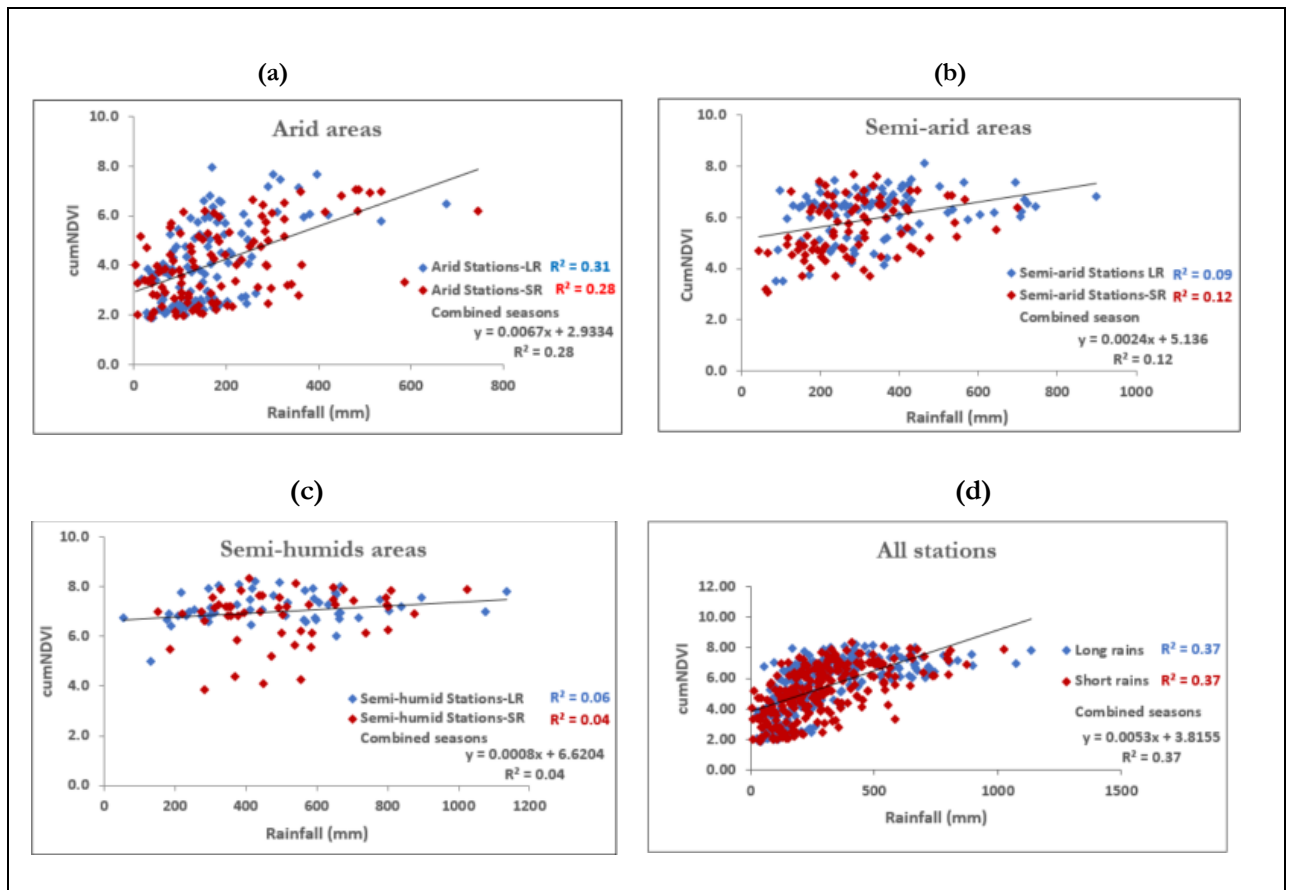 (a)
Arid areas
10.0
8.0
6.0
4.0
2.0
0.0
cumNDVI
Arid Stations-LR R² = 0.31
Arid Stations-SR R² = 0.28
Combined seasons
y = 0.0067x + 2.9334
R² = 0.28
0 200 400 600 800
Rainfall (mm)
(b)
Semi-arid areas
10.0
8.0
6.0
4.0
2.0
0.0
CumNDVI
Semi-arid Stations LR R² = 0.09
Semi-arid Stations-SR R² = 0.12
Combined season
y = 0.0024x + 5.136
R² = 0.12
0 200 400 600 800 1000
Rainfall (mm)
(c)
Semi-humids areas
10.0
8.0
6.0
4.0
2.0
0.0
cumNDVI
Semi-humid Stations-LR R² = 0.06
Semi-humid Stations-SR R² = 0.04
Combined seasons
y = 0.0008x + 6.6204
R² = 0.04
0 200 400 600 800 1000 1200
Rainfall (mm)
(d)
All stations
12.00
10.00
8.00
6.00
4.00
2.00
0.00
cumNDVI
Long rains R² = 0.37
Short rains R² = 0.37
Combined seasons
y = 0.0053x + 3.8155
R² = 0.37
0 500 1000 1500
Rainfall (mm)